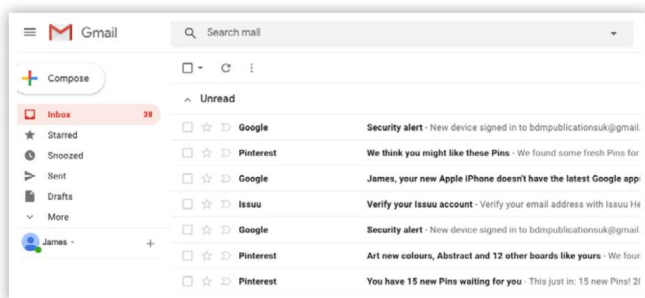 Gmail
Search mail
Compose
Unread
Inbox 38
Google Security alert - New device signed in to bdmpublicationsuk@gmail.
Starred
Pinterest We think you might like these Pins - We found some fresh Pins for
Snoozed
Google James, your new Apple iPhone doesn't have the latest Google apps
Sent
Issuu Verify your Issuu account - Verify your email address with Issuu He
Drafts
More
Google Security alert - New device signed in to bdmpublicationsuk@gmail.
James
Pinterest Art new colours, Abstract and 12 other boards like yours - We four
Pinterest You have 15 new Pins waiting for you - This just in: 15 new Pins! 20